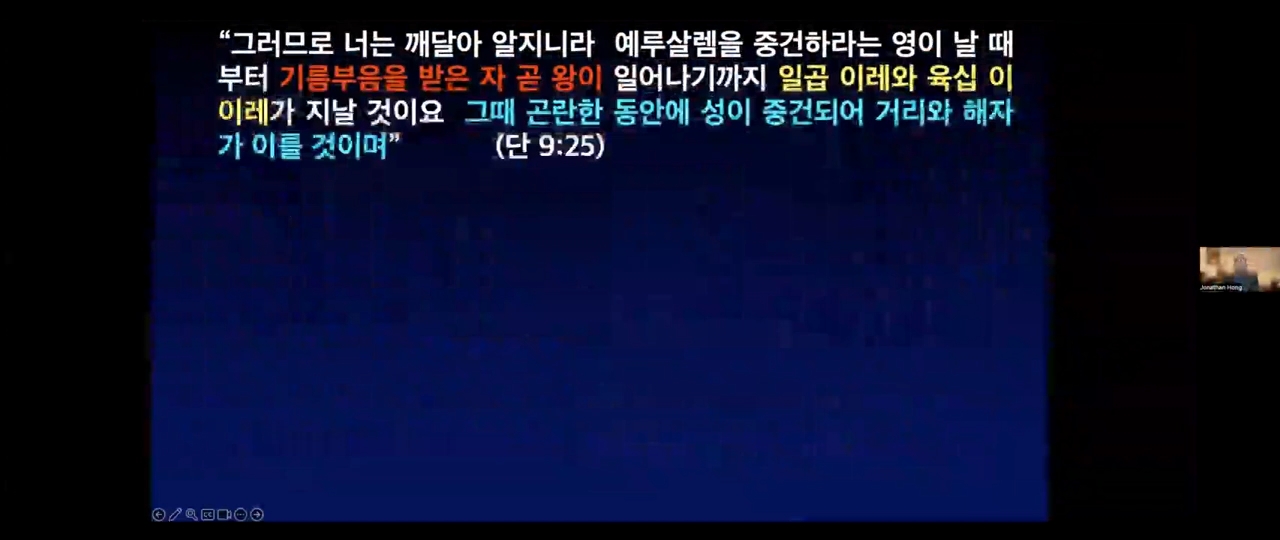 “그러므로 너는 깨달아 알지니라 예루살렘을 중건하라는 영이 날 때
부터 기름부음을 받은 자 곧 왕이 일어나기까지 일곱 이레와 육십 이
이레가 지날 것이요 그때 곤란한 동안에 성이 중건되어 거리와 해자
가 이룰 것이며” (단 9:25)
Jonathan Hong